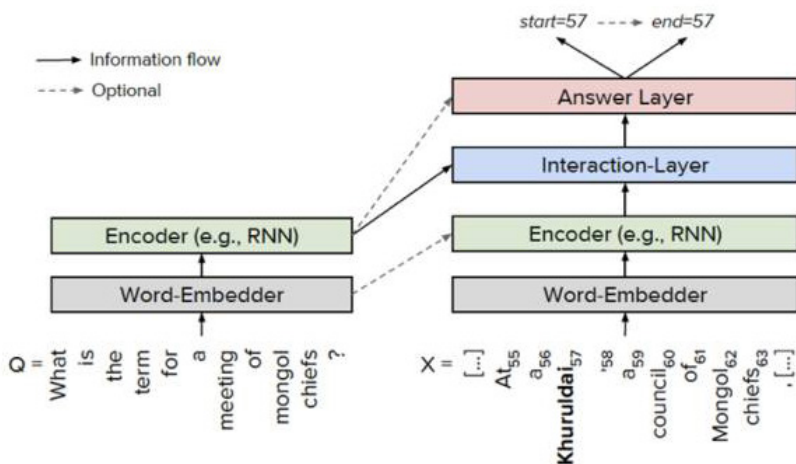 start=57 end=57
Information flow
Optional
Answer Layer
Interaction-Layer
Encoder (e.g., RNN)
Encoder (e.g., RNN)
Word-Embedder
Word-Embedder
Q = What is the term for a meeting of mongol chiefs ?
X = [...] At55 a56 Khuruldai57 '58 a59 council60 of61 Mongol62 chiefs63 , [...]